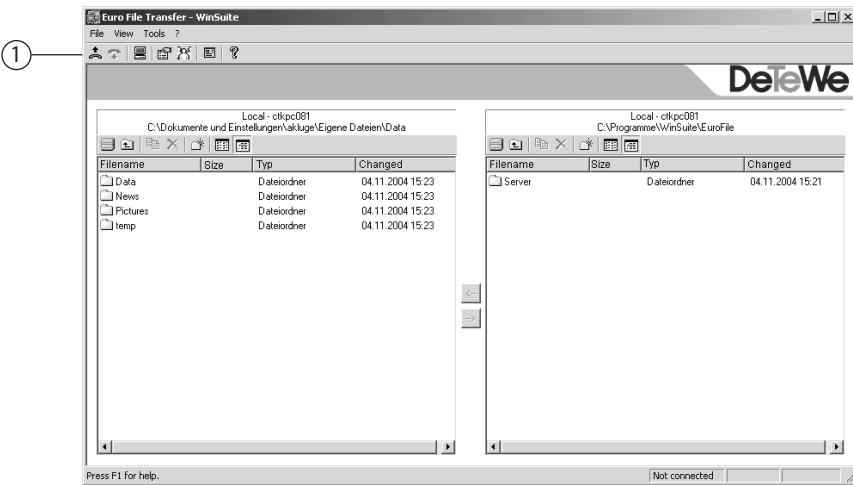 Euro File Transfer - WinSuite
File View Tools ?
1
DeTeWe
Local - ctkpc081
C:\Dokumente und Einstellungen\akluge\Eigene Dateien\Data
Filename Size Typ Changed
Data Dateiordner 04.11.2004 15:23
News Dateiordner 04.11.2004 15:23
Pictures Dateiordner 04.11.2004 15:23
temp Dateiordner 04.11.2004 15:23
<--
-->
Local - ctkpc081
C:\Programme\WinSuite\EuroFile
Filename Size Typ Changed
Server Dateiordner 04.11.2004 15:21
Press F1 for help.
Not connected